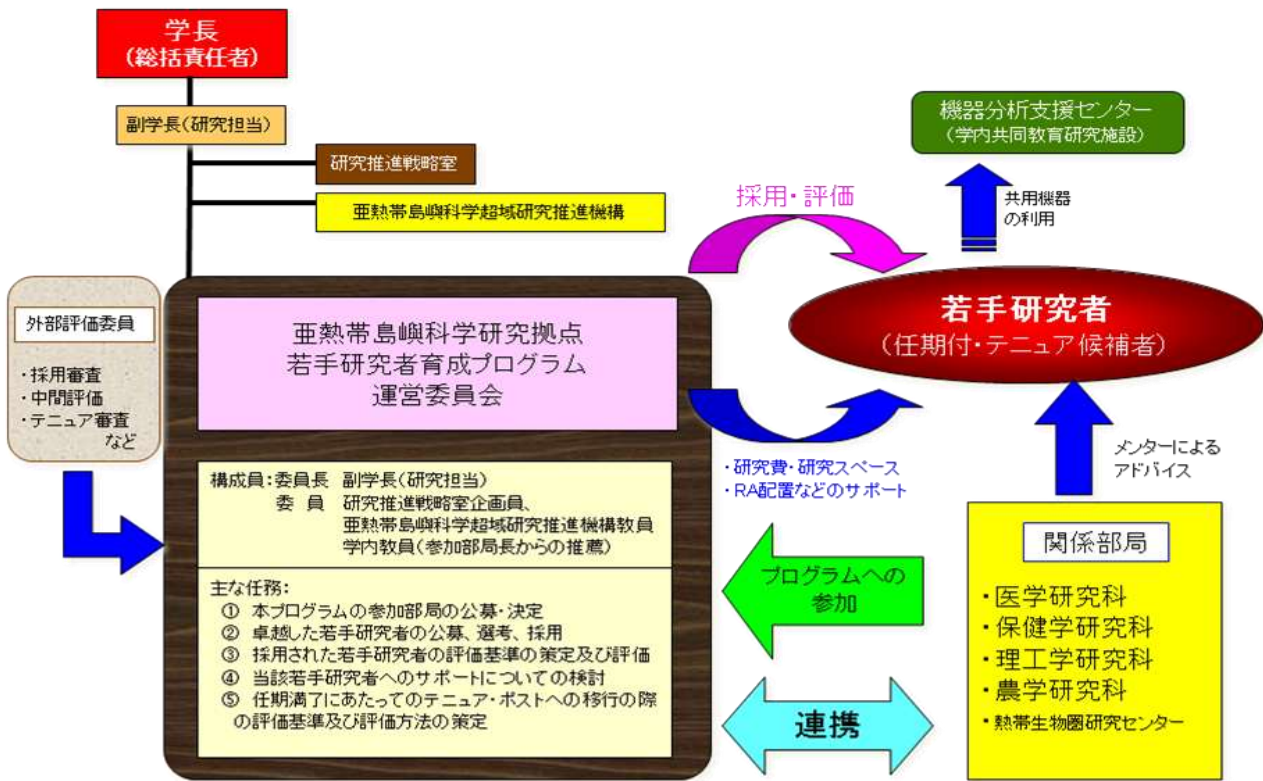 学長
(総括責任者)
副学長(研究担当)
研究推進戦略室
亜熱帯島嶼科学超域研究推進機構
機器分析支援センター
(学内共同教育研究施設)
採用・評価
共用機器
の利用
外部評価委員
・採用審査
・中間評価
・テニュア審査
など
亜熱帯島嶼科学研究拠点
若手研究者育成プログラム
運営委員会
若手研究者
(任期付・テニュア候補者)
・研究費・研究スペース
・RA配置などのサポート
メンターによる
アドバイス
構成員:委員長 副学長(研究担当)
委 員 研究推進戦略室企画員、
亜熱帯島嶼科学超域研究推進機構教員
学内教員(参加部局長からの推薦)
主な任務:
① 本プログラムの参加部局の公募・決定
② 卓越した若手研究者の公募、選考、採用
③ 採用された若手研究者の評価基準の策定及び評価
④ 当該若手研究者へのサポートについての検討
⑤ 任期満了にあたってのテニュア・ポストへの移行の際
の評価基準及び評価方法の策定
プログラムへの
参加
連携
関係部局
・医学研究科
・保健学研究科
・理工学研究科
・農学研究科
・熱帯生物圏研究センター